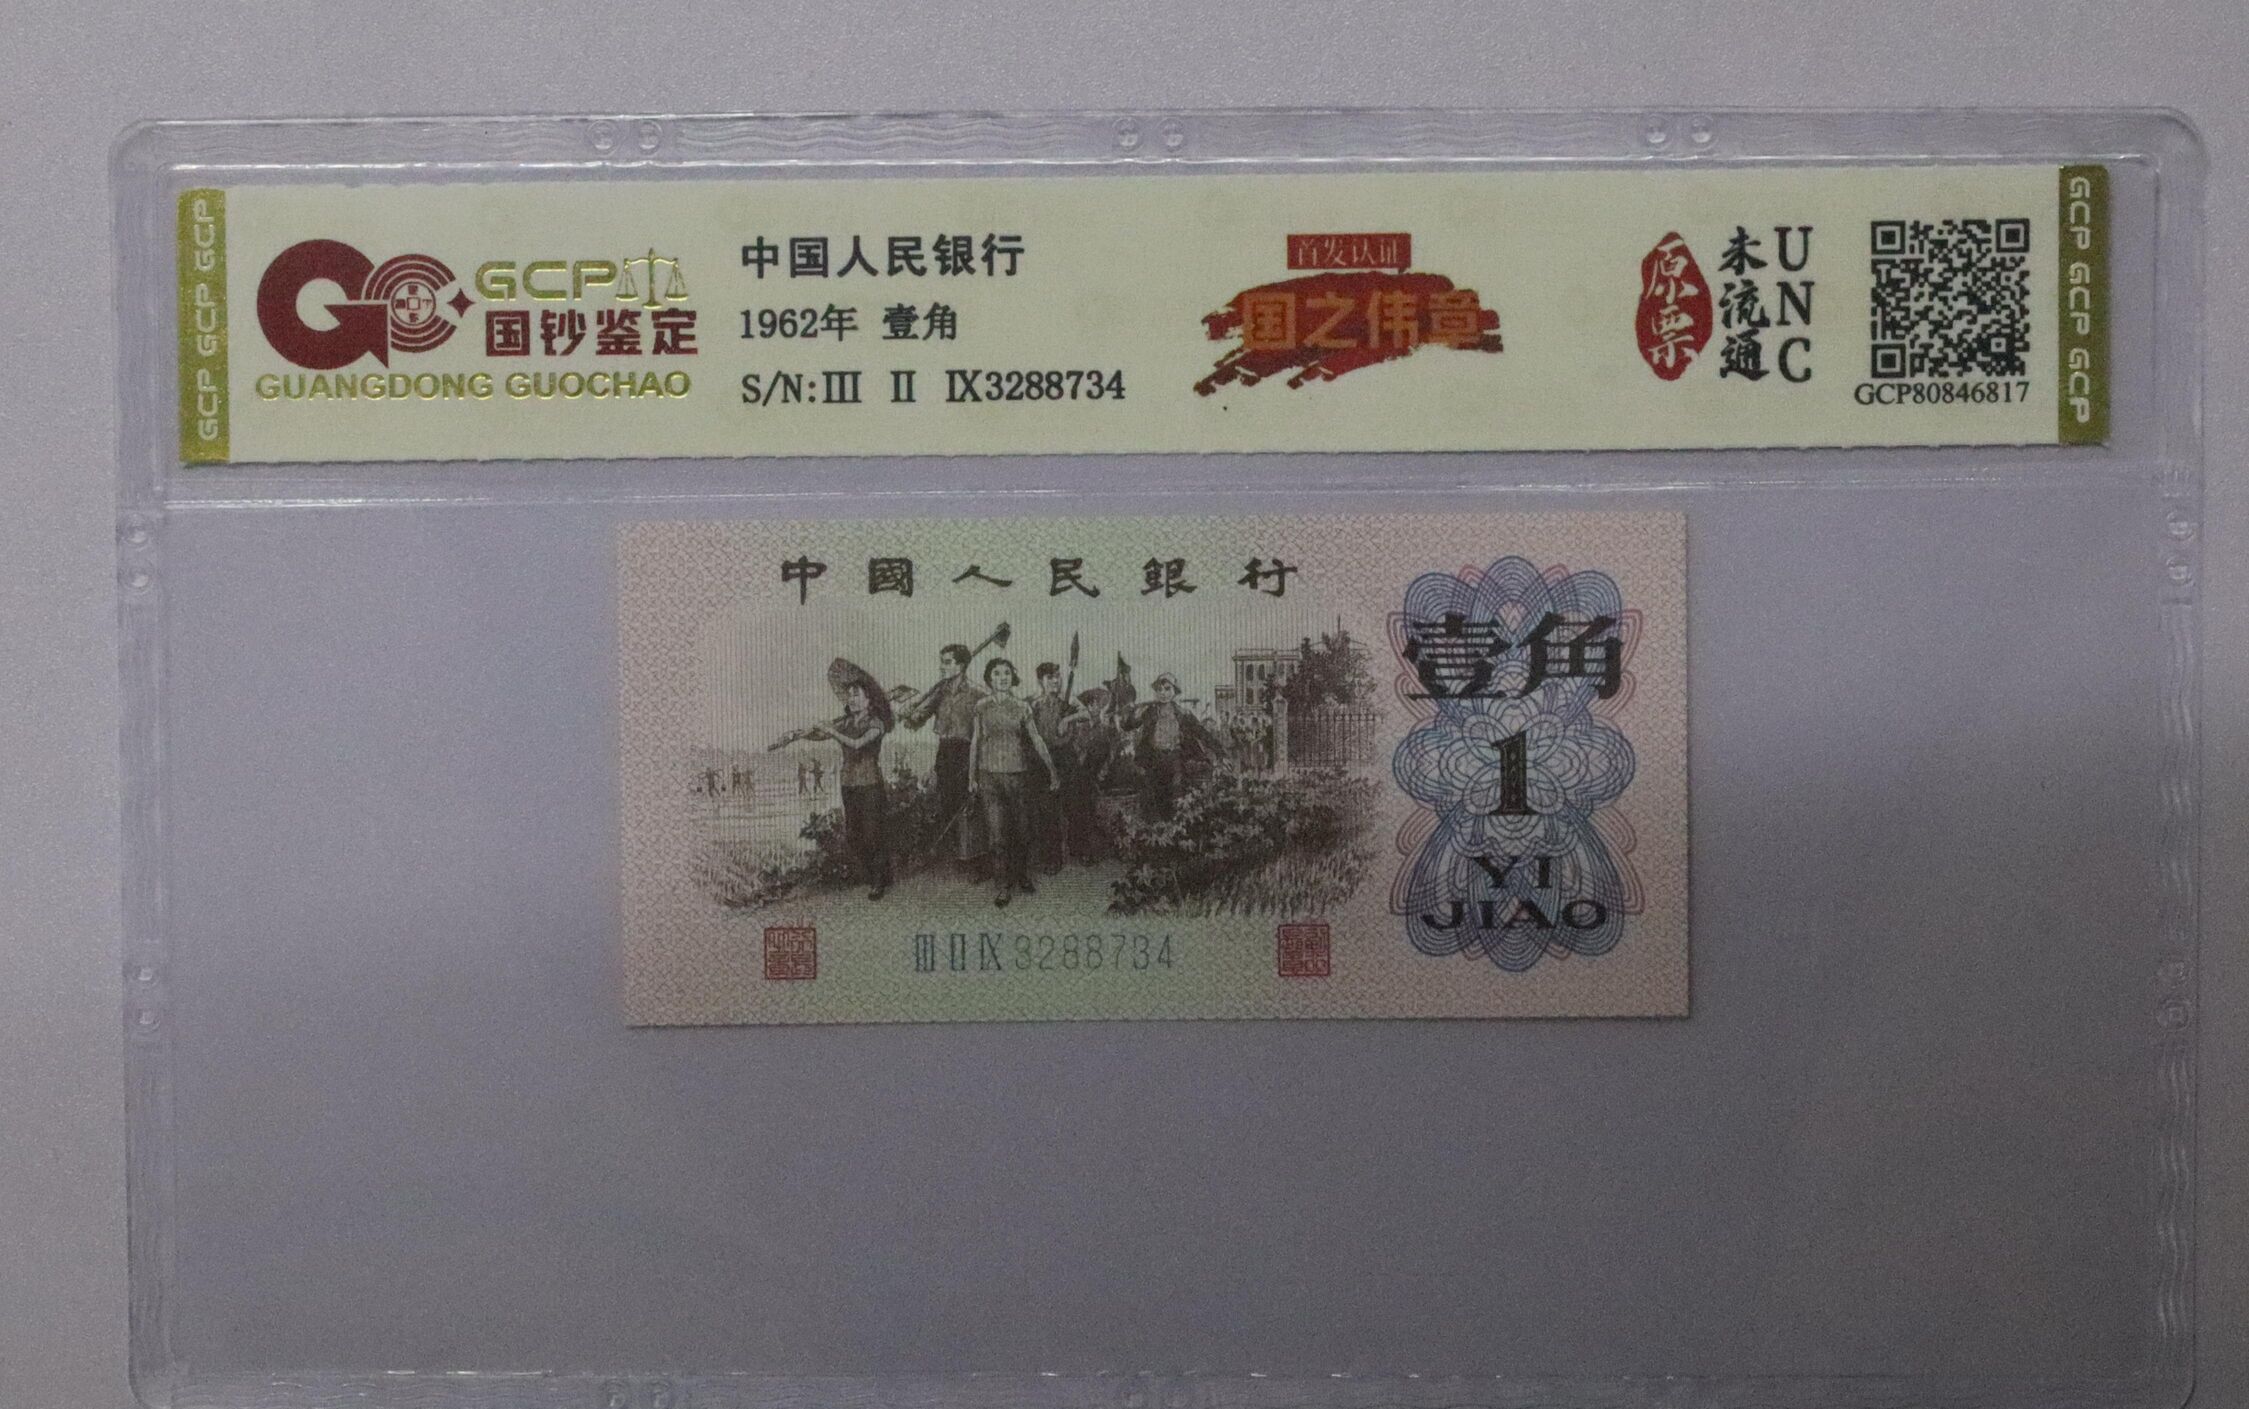 GCP GCP GCP
GCP
国钞鉴定
GUANGDONG GUOCHAO
中国人民银行
1962年 壹角
S/N:Ⅲ Ⅱ Ⅸ3288734
首发认证
国之伟章
原票
未流通
UNC
GCP80846817
GCP GCP GCP
中國人民銀行
壹角
1
YI
JIAO
Ⅲ Ⅱ Ⅸ 3288734